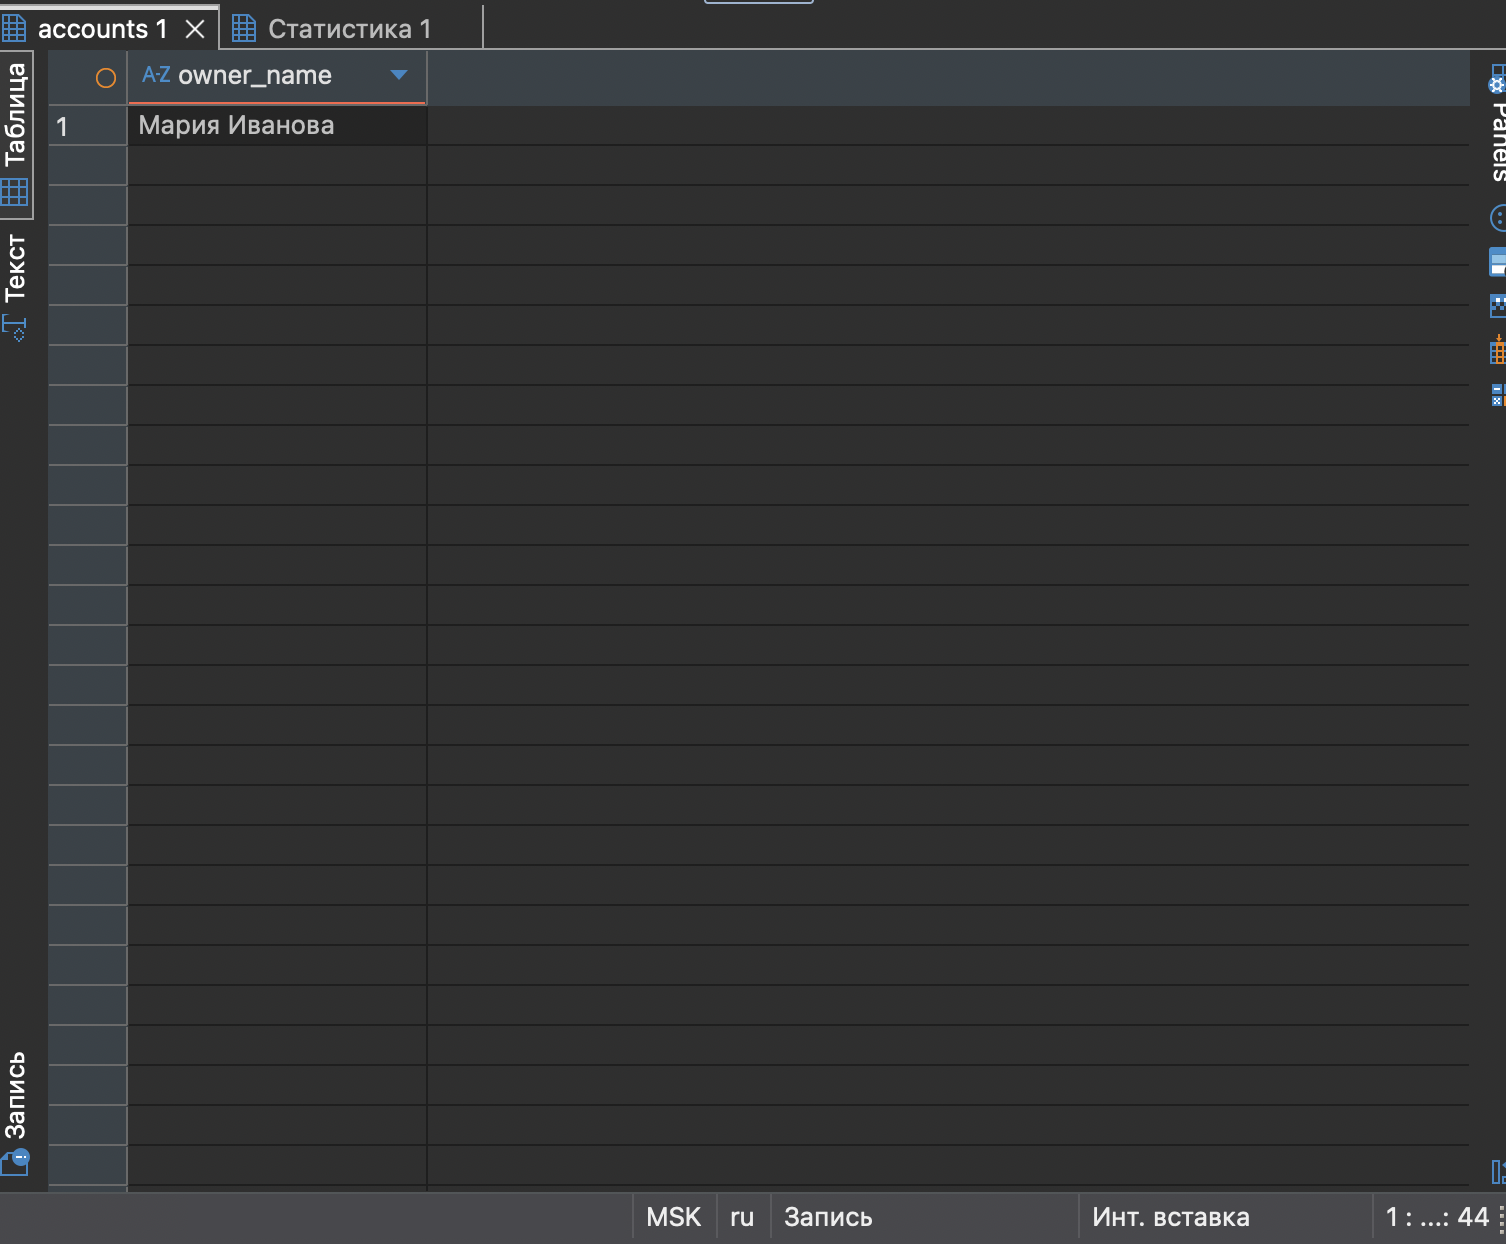 accounts 1
Статистика 1
Таблица
Текст
Запись
A-Z owner_name
1 Мария Иванова
Panels
MSK ru Запись Инт. вставка 1 : ...: 44